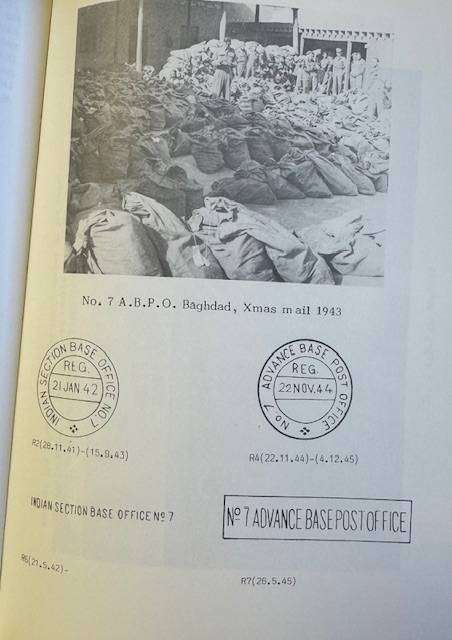 No. 7 A.B.P.O. Baghdad, Xmas mail 1943
INDIAN SECTION BASE OFFICE No 7
REG.
21 JAN 42
R2(28.11.41)-(15.9.43)
No 7 ADVANCE BASE POST OFFICE
REG.
22 NOV. 44
R4(22.11.44)-(4.12.45)
INDIAN SECTION BASE OFFICE No 7
R6(21.5.42)-
No 7 ADVANCE BASE POST OFFICE
R7(26.5.45)